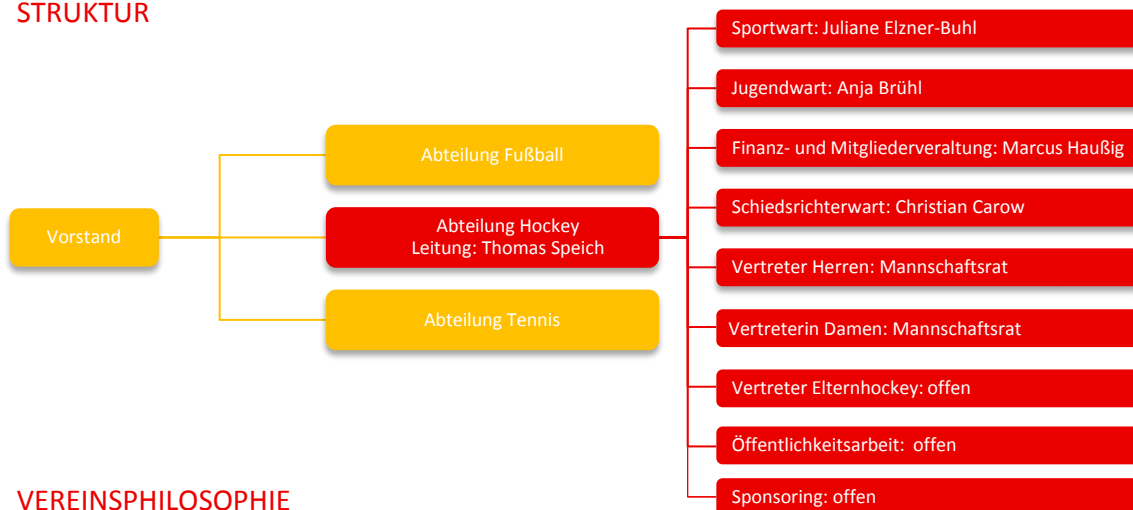 STRUKTUR
Vorstand
Abteilung Fußball
Abteilung Hockey
Leitung: Thomas Speich
Abteilung Tennis
Sportwart: Juliane Elzner-Buhl
Jugendwart: Anja Brühl
Finanz- und Mitgliederveraltung: Marcus Haußig
Schiedsrichterwart: Christian Carow
Vertreter Herren: Mannschaftsrat
Vertreterin Damen: Mannschaftsrat
Vertreter Elternhockey: offen
Öffentlichkeitsarbeit: offen
Sponsoring: offen
VEREINSPHILOSOPHIE